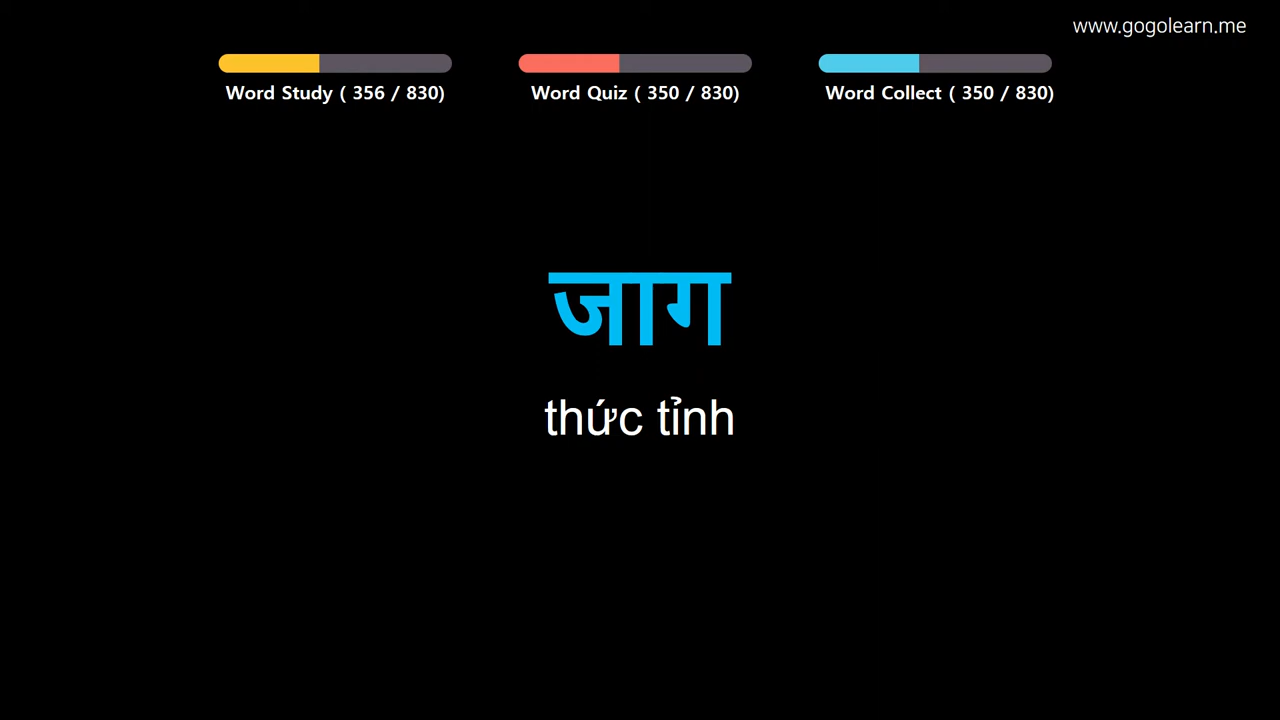 www.gogolearn.me
Word Study ( 356 / 830)
Word Quiz ( 350 / 830)
Word Collect ( 350 / 830)
जाग
thức tỉnh